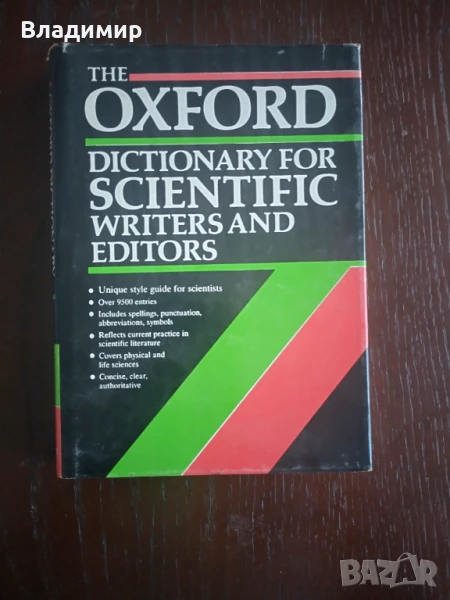 Владимир
THE
OXFORD
DICTIONARY FOR
SCIENTIFIC
WRITERS AND
EDITORS
• Unique style guide for scientists
• Over 9500 entries
• Includes spellings, punctuation,
abbreviations, symbols
• Reflects current practice in
scientific literature
• Covers physical and
life sciences
• Concise, clear,
authoritative
BAZAR